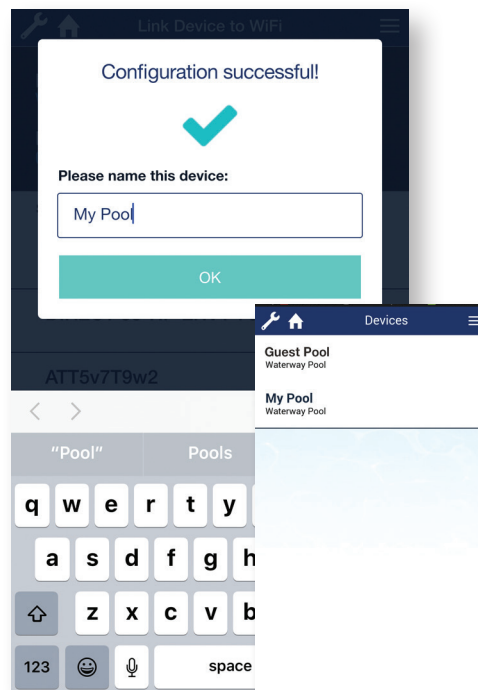 Link Device to WiFi
Configuration successful!
Please name this device:
My Pool
OK
ATT5v7T9w2
"Pool" Pools
q w e r t y
a s d f g h
z x c v b
123 space
Devices
Guest Pool
Waterway Pool
My Pool
Waterway Pool